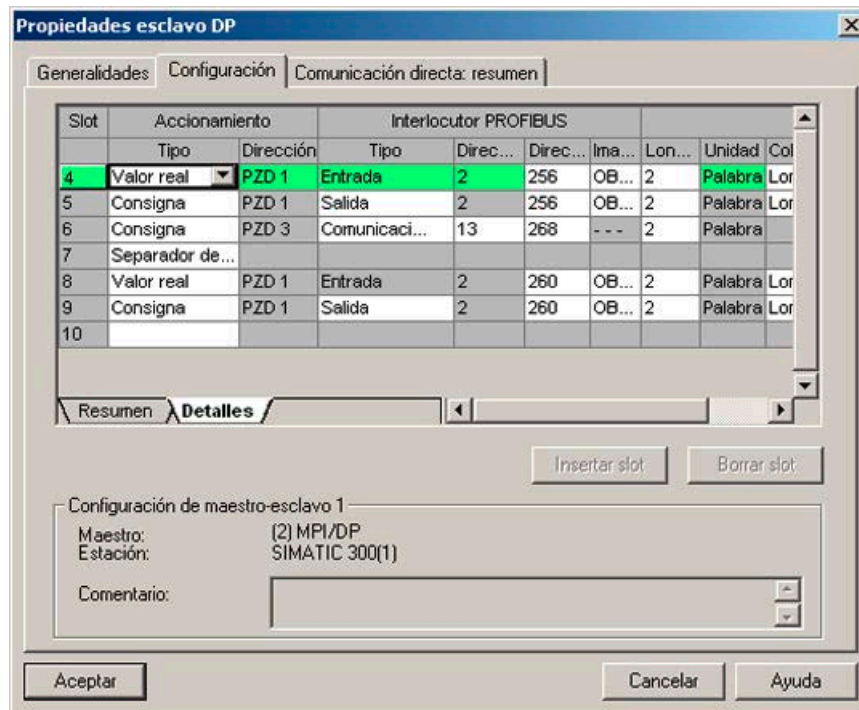 Propiedades esclavo DP
Generalidades Configuración Comunicación directa: resumen
Slot Accionamiento Interlocutor PROFIBUS
Tipo Dirección Tipo Direc... Direc... Ima... Lon... Unidad Col
4 Valor real PZD 1 Entrada 2 256 OB... 2 Palabra Lor
5 Consigna PZD 1 Salida 2 256 OB... 2 Palabra Lor
6 Consigna PZD 3 Comunicaci... 13 268 - - - 2 Palabra
7 Separador de...
8 Valor real PZD 1 Entrada 2 260 OB... 2 Palabra Lor
9 Consigna PZD 1 Salida 2 260 OB... 2 Palabra Lor
10
Resumen Detalles
Insertar slot Borrar slot
Configuración de maestro-esclavo 1
Maestro: (2) MPI/DP
Estación: SIMATIC 300(1)
Comentario:
Aceptar Cancelar Ayuda